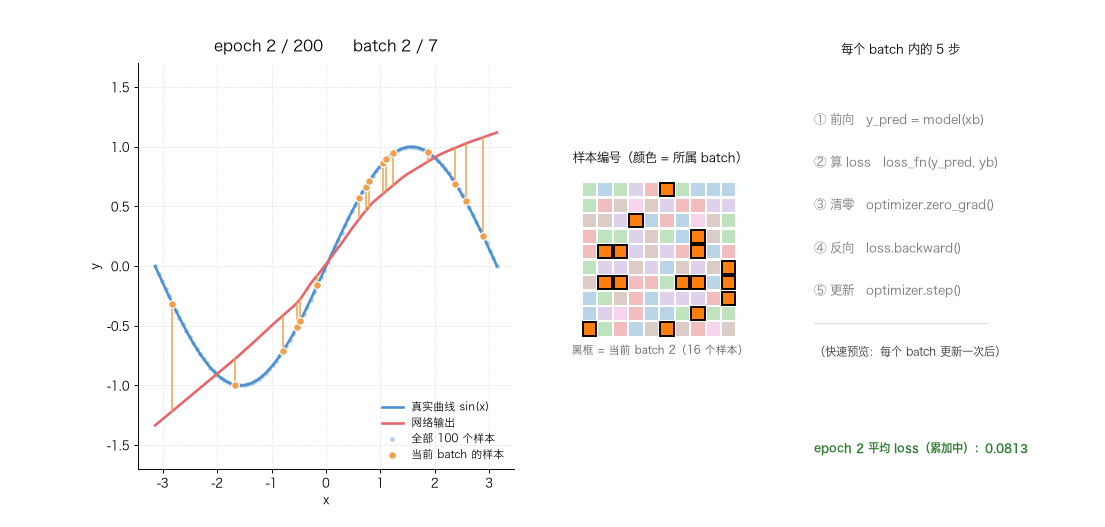 epoch 2 / 200 batch 2 / 7
1.5
1.0
0.5
0.0
-0.5
-1.0
-1.5
y
-3
-2
-1
0
1
2
3
x
真实曲线 sin(x)
网络输出
全部 100 个样本
当前 batch 的样本
样本编号（颜色 = 所属 batch）
黑框 = 当前 batch 2（16 个样本）
每个 batch 内的 5 步
① 前向 y_pred = model(xb)
② 算 loss loss_fn(y_pred, yb)
③ 清零 optimizer.zero_grad()
④ 反向 loss.backward()
⑤ 更新 optimizer.step()
（快速预览：每个 batch 更新一次后）
epoch 2 平均 loss（累加中）: 0.0813